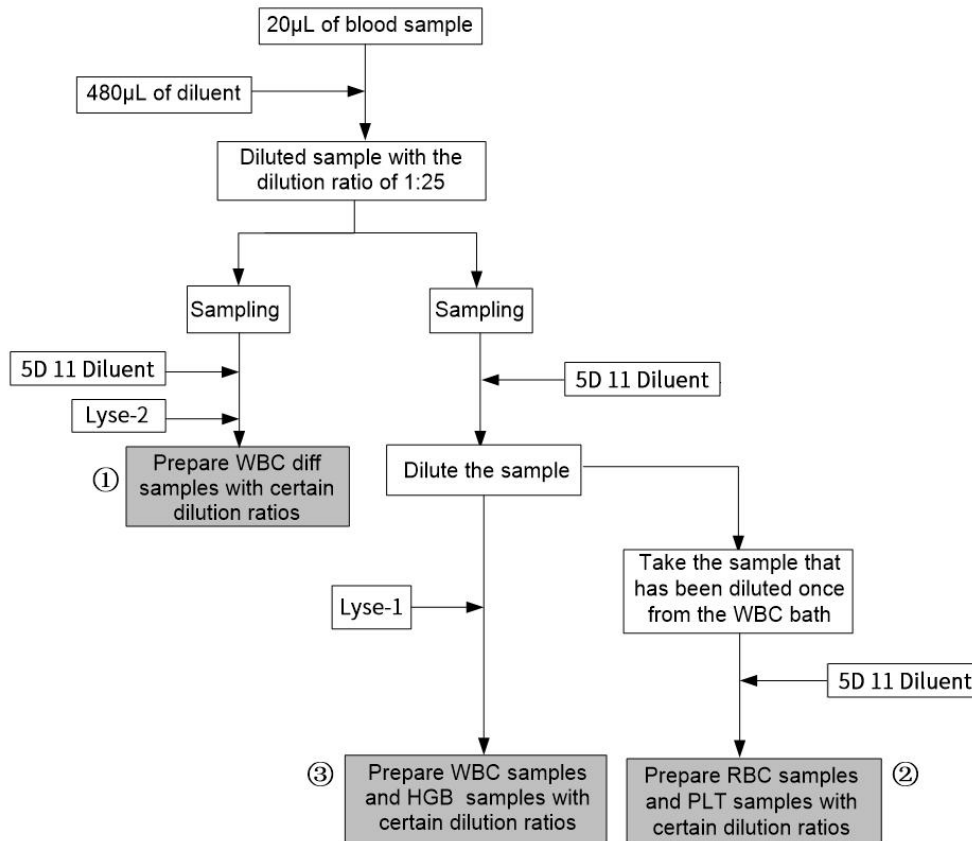 20µL of blood sample
480µL of diluent
Diluted sample with the
dilution ratio of 1:25
Sampling
Sampling
5D 11 Diluent
5D 11 Diluent
Lyse-2
①
Prepare WBC diff
samples with certain
dilution ratios
Dilute the sample
Lyse-1
Take the sample that
has been diluted once
from the WBC bath
5D 11 Diluent
③
Prepare WBC samples
and HGB samples with
certain dilution ratios
Prepare RBC samples
and PLT samples with
certain dilution ratios
②